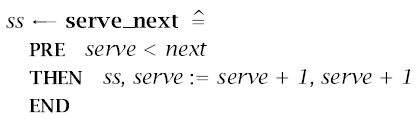 ss ← serve_next ≙
PRE serve < next
THEN ss, serve := serve + 1, serve + 1
END